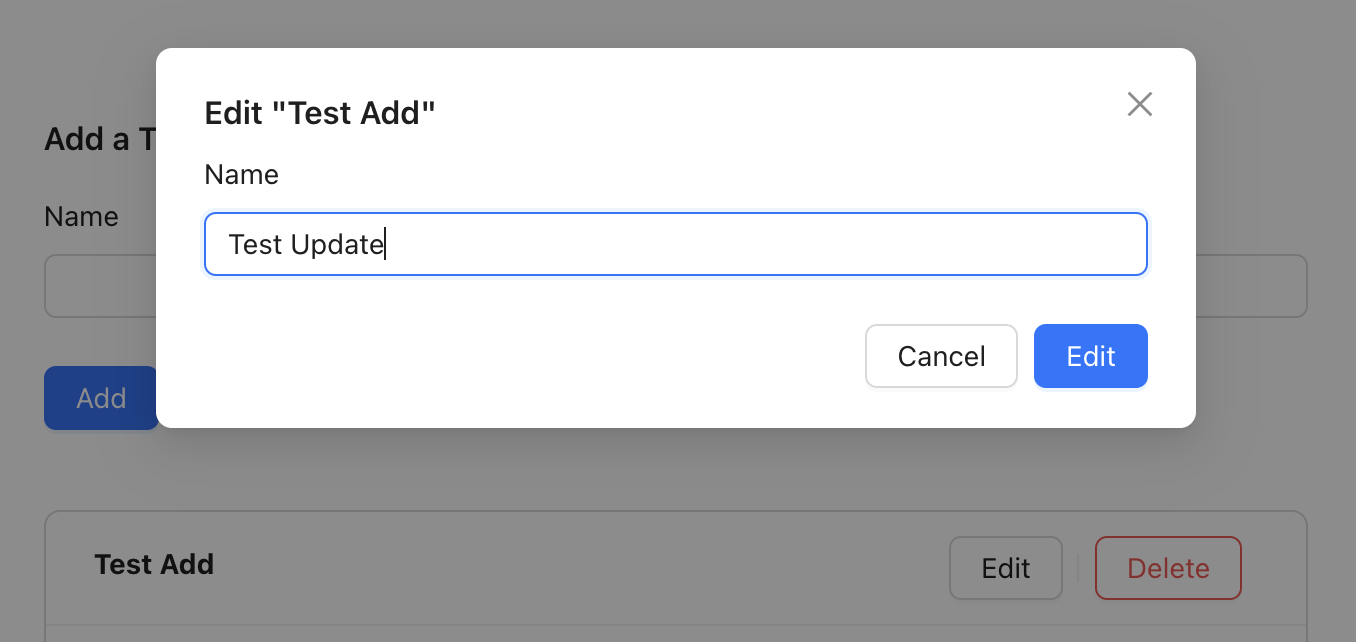 Edit "Test Add"
Name
Test Update
Cancel Edit
Add a T
Name
Add
Test Add Edit Delete